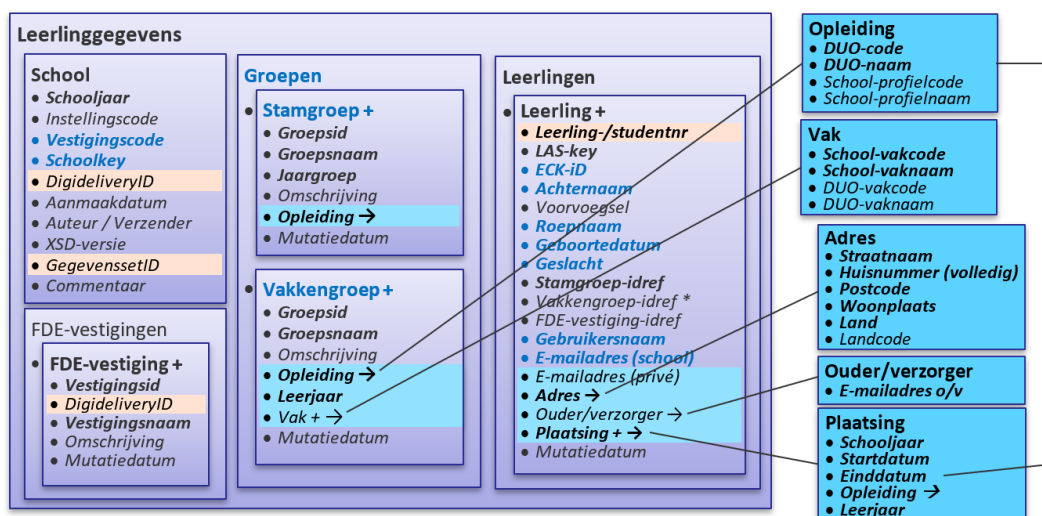 Leerlinggegevens
School
• Schooljaar
• Instellingscode
• Vestigingscode
• Schoolkey
• DigideliveryID
• Aanmaakdatum
• Auteur / Verzender
• XSD-versie
• GegevenssetID
• Commentaar
FDE-vestigingen
• FDE-vestiging +
• Vestigingsid
• DigideliveryID
• Vestigingsnaam
• Omschrijving
• Mutatiedatum
Groepen
• Stamgroep +
• Groepsid
• Groepsnaam
• Jaargroep
• Omschrijving
• Opleiding →
• Mutatiedatum
• Vakkengroep +
• Groepsid
• Groepsnaam
• Omschrijving
• Opleiding →
• Leerjaar
• Vak + →
• Mutatiedatum
Leerlingen
• Leerling +
• Leerling-/studentnr
• LAS-key
• ECK-iD
• Achternaam
• Voorvoegsel
• Roepnaam
• Geboortedatum
• Geslacht
• Stamgroep-idref
• Vakkengroep-idref *
• FDE-vestiging-idref
• Gebruikersnaam
• E-mailadres (school)
• E-mailadres (privé)
• Adres →
• Ouder/verzorger →
• Plaatsing + →
• Mutatiedatum
Opleiding
• DUO-code
• DUO-naam
• School-profielcode
• School-profielnaam
Vak
• School-vakcode
• School-vaknaam
• DUO-vakcode
• DUO-vaknaam
Adres
• Straatnaam
• Huisnummer (volledig)
• Postcode
• Woonplaats
• Land
• Landcode
Ouder/verzorger
• E-mailadres o/v
Plaatsing
• Schooljaar
• Startdatum
• Einddatum
• Opleiding →
• Leerjaar